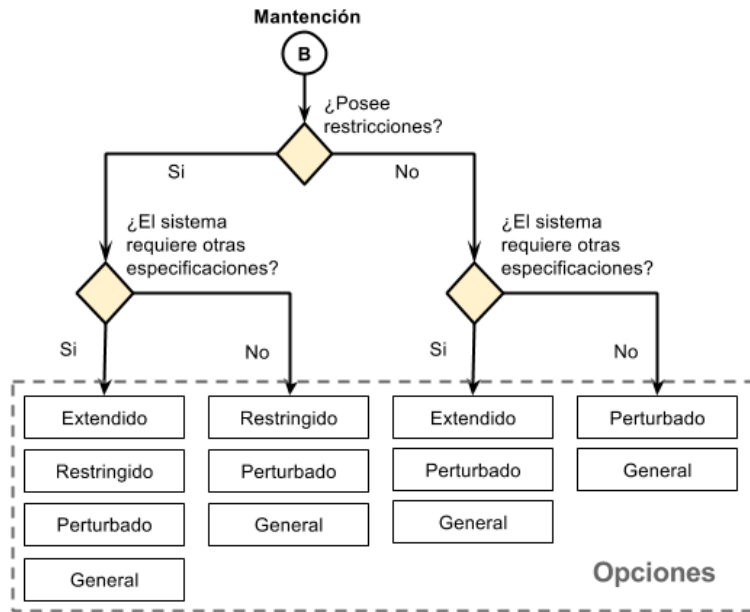 Mantención
B
¿Posee
restricciones?
Si
No
¿El sistema
requiere otras
especificaciones?
¿El sistema
requiere otras
especificaciones?
Si
No
Si
No
Extendido
Restringido
Extendido
Perturbado
Restringido
Perturbado
Perturbado
General
Perturbado
General
General
General
Opciones